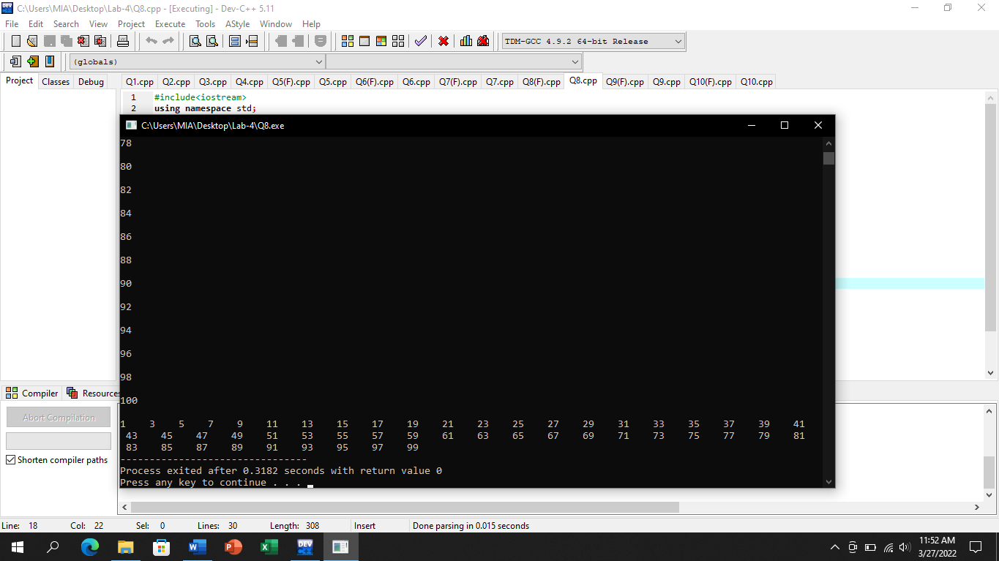 C:\Users\MIA\Desktop\Lab-4\Q8.cpp - [Executing] - Dev-C++ 5.11
File Edit Search View Project Execute Tools AStyle Window Help
TDM-GCC 4.9.2 64-bit Release
(globals)
Project Classes Debug Q1.cpp Q2.cpp Q3.cpp Q4.cpp Q5(F).cpp Q5.cpp Q6(F).cpp Q6.cpp Q7(F).cpp Q7.cpp Q8(F).cpp Q8.cpp Q9(F).cpp Q9.cpp Q10(F).cpp Q10.cpp
1 #include<iostream>
2 using namespace std;
C:\Users\MIA\Desktop\Lab-4\Q8.exe
78
80
82
84
86
88
90
92
94
96
98
100
1 3 5 7 9 11 13 15 17 19 21 23 25 27 29 31 33 35 37 39 41
43 45 47 49 51 53 55 57 59 61 63 65 67 69 71 73 75 77 79 81
83 85 87 89 91 93 95 97 99
--------------------------------
Process exited after 0.3182 seconds with return value 0
Press any key to continue . . .
Compiler Resources
Abort Compilation
Shorten compiler paths
Line: 18 Col: 22 Sel: 0 Lines: 30 Length: 308 Insert Done parsing in 0.015 seconds
DEV C++
11:52 AM
3/27/2022